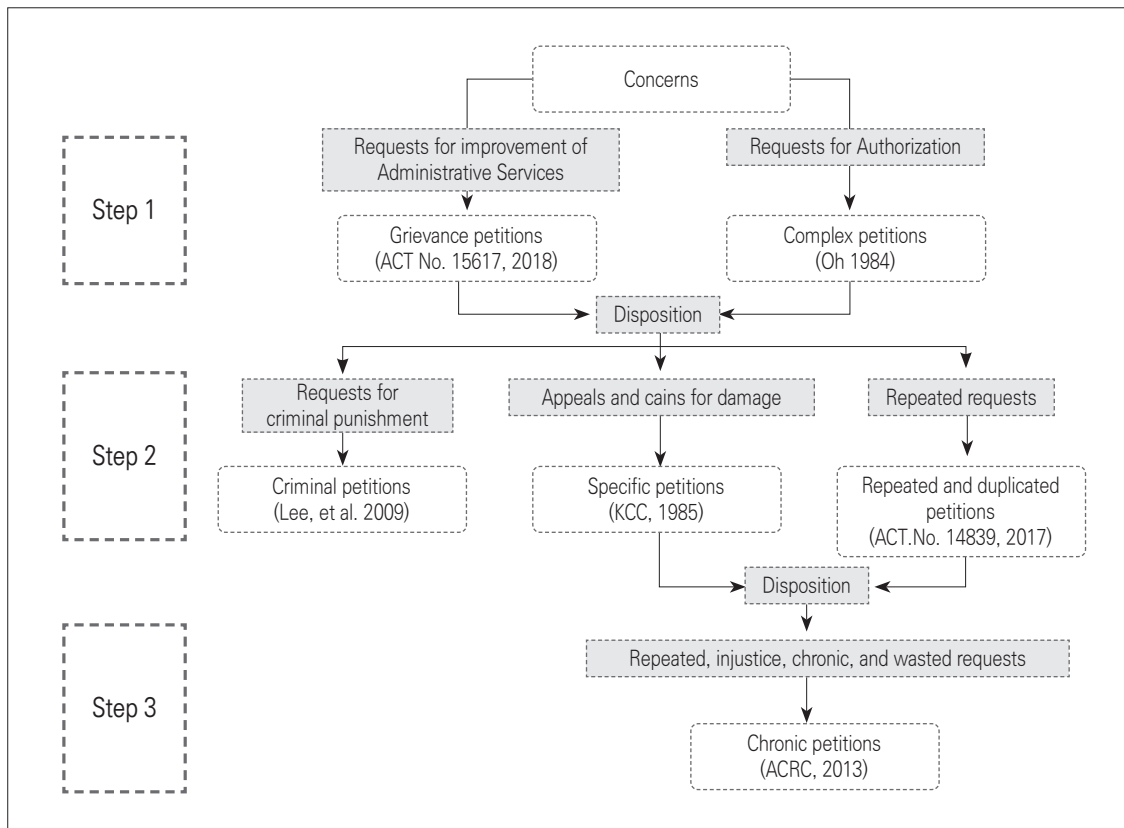 Concerns
Requests for improvement of
Administrative Services
Requests for Authorization
Step 1
Grievance petitions
(ACT No. 15617, 2018)
Complex petitions
(Oh 1984)
Disposition
Requests for
criminal punishment
Appeals and cains for damage
Repeated requests
Step 2
Criminal petitions
(Lee, et al. 2009)
Specific petitions
(KCC, 1985)
Repeated and duplicated
petitions
(ACT.No. 14839, 2017)
Disposition
Repeated, injustice, chronic, and wasted requests
Step 3
Chronic petitions
(ACRC, 2013)